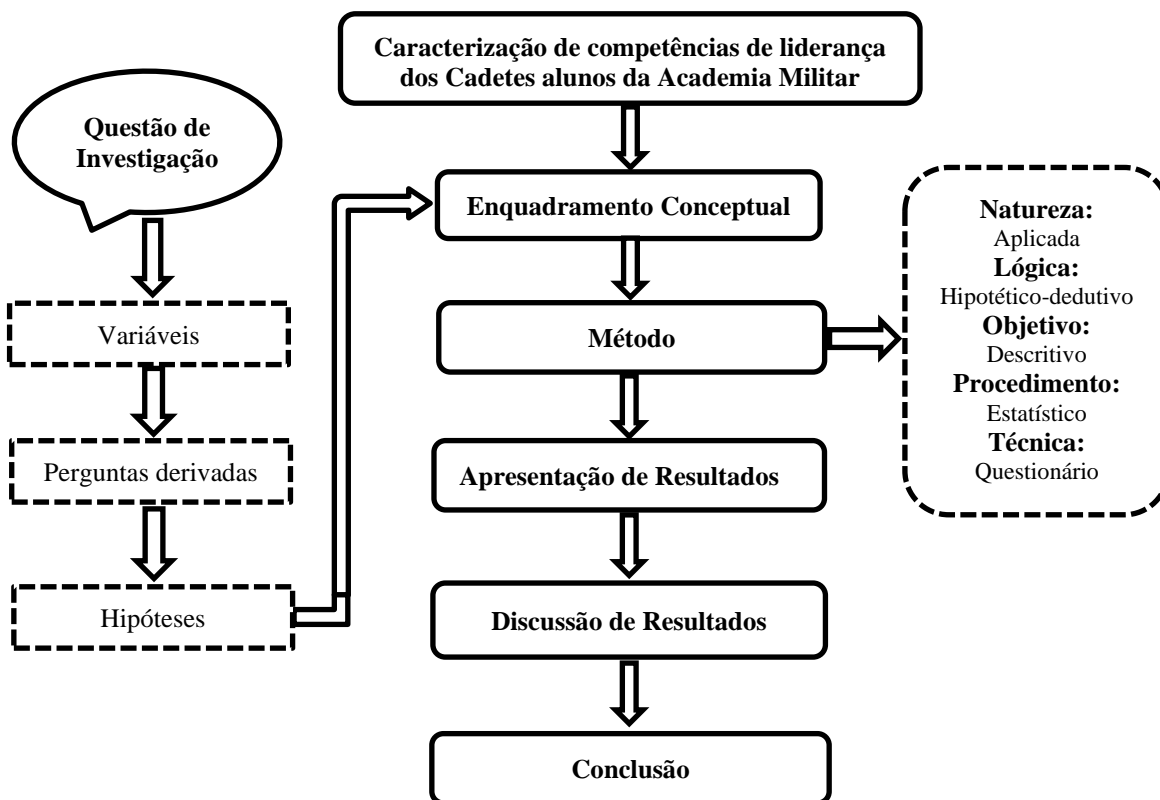 Caracterização de competências de liderança
dos Cadetes alunos da Academia Militar
Questão de
Investigação
Variáveis
Perguntas derivadas
Hipóteses
Enquadramento Conceptual
Método
Apresentação de Resultados
Discussão de Resultados
Conclusão
Natureza:
Aplicada
Lógica:
Hipotético-dedutivo
Objetivo:
Descritivo
Procedimento:
Estatístico
Técnica:
Questionário